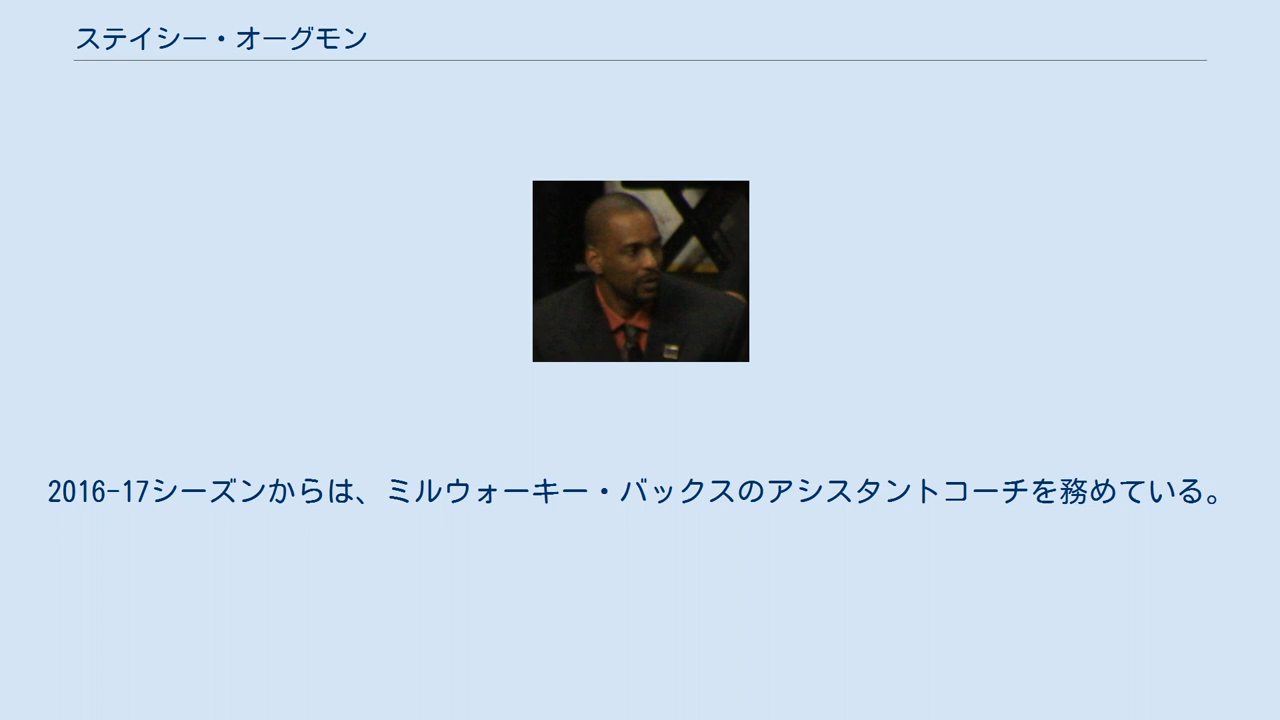 ステイシー・オーグモン
2016-17シーズンからは、ミルウォーキー・バックスのアシスタントコーチを務めている。